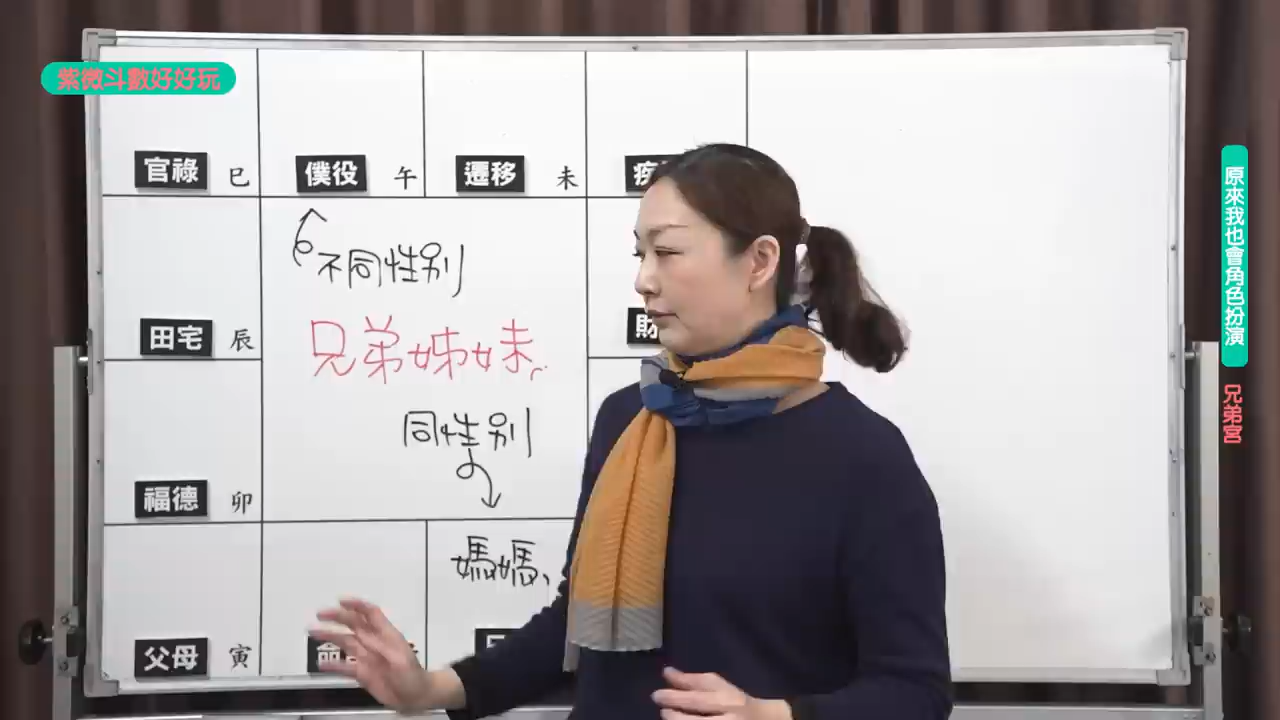 紫微斗數好好玩
官祿 巳
僕役 午
遷移 未
不同性別
兄弟姊妹
田宅 辰
財
同性別
福德 卯
媽媽、
父母 寅
原來我也會角色扮演
兄弟宮